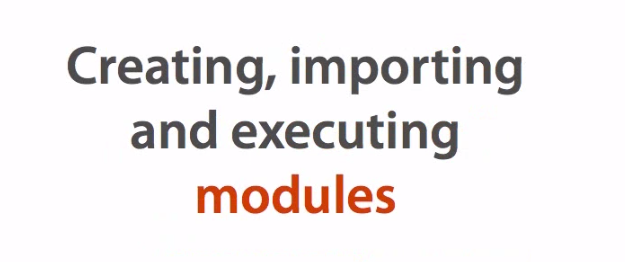 Creating, importing
and executing
modules